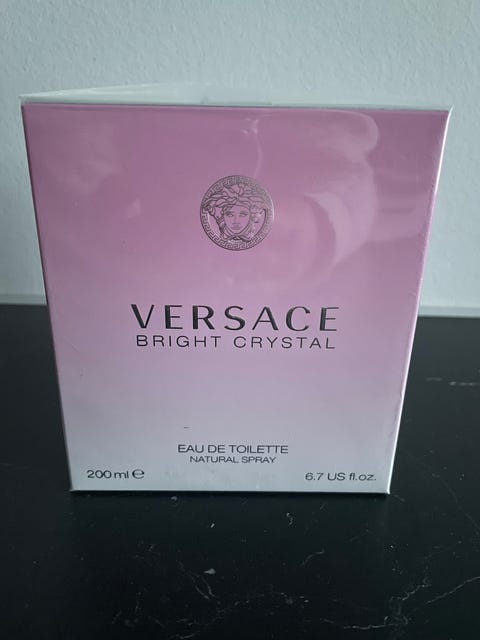 VERSACE
BRIGHT CRYSTAL
EAU DE TOILETTE
NATURAL SPRAY
200 ml ℮
6.7 US fl.oz.